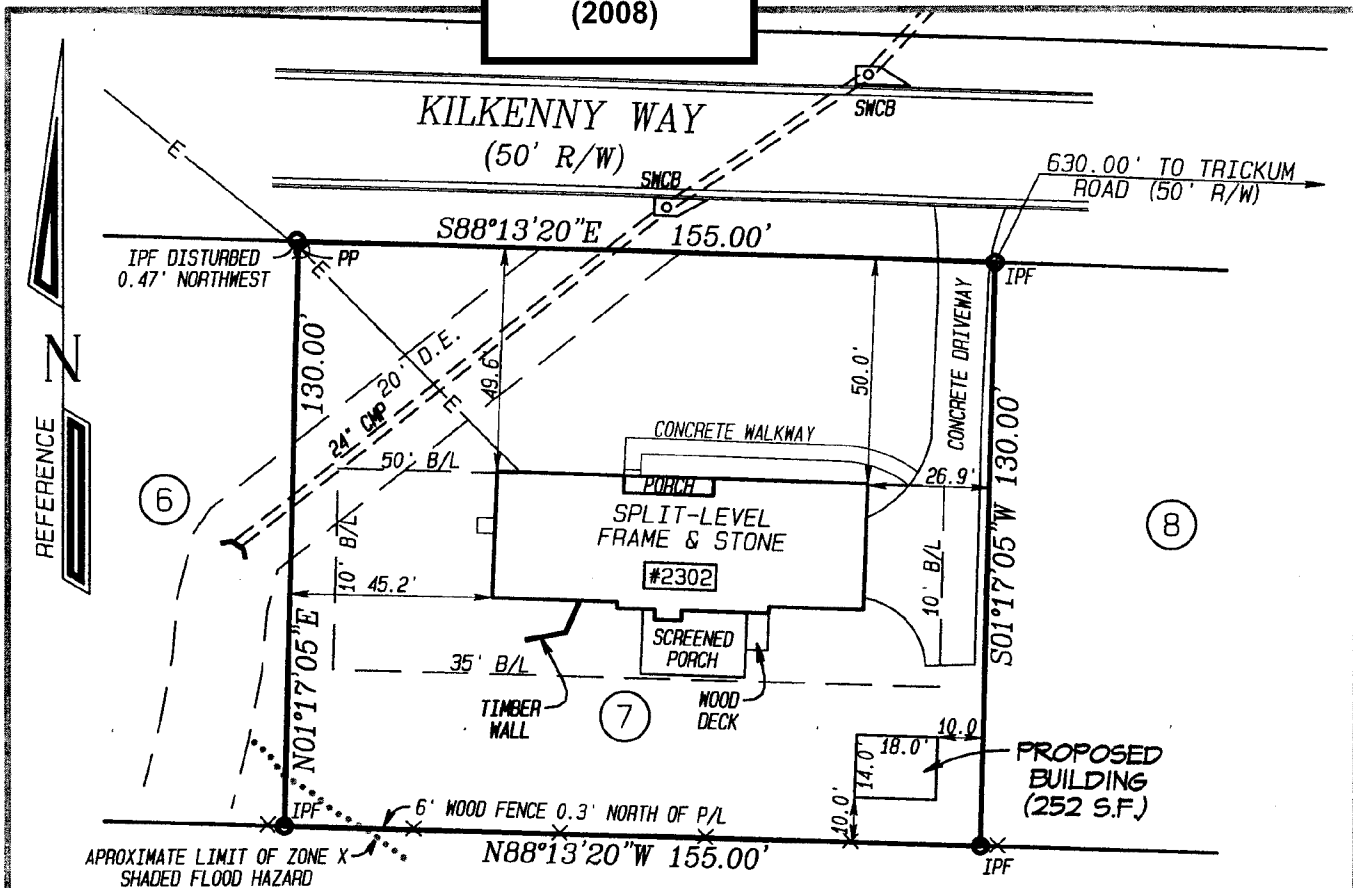 (2008)
KILKENNY WAY
(50' R/W)
SWCB
SWCB
630.00' TO TRICKUM
ROAD (50' R/W)
S88°13'20"E 155.00'
IPF DISTURBED
0.47' NORTHWEST
PP
IPF
E
E
E
E
N
REFERENCE
130.00'
N01°17'05"E
20' D.E.
24" CMP
49.6'
50.0'
CONCRETE DRIVEWAY
CONCRETE WALKWAY
50' B/L
PORCH
26.9'
SPLIT-LEVEL
FRAME & STONE
#2302
6
8
10' B/L
45.2'
10' B/L
S01°17'05"W 130.00'
SCREENED
PORCH
35' B/L
TIMBER
WALL
7
WOOD
DECK
10.0
18.0'
14.0'
10.0'
PROPOSED
BUILDING
(252 S.F.)
IPF
6' WOOD FENCE 0.3' NORTH OF P/L
N88°13'20"W 155.00'
IPF
APROXIMATE LIMIT OF ZONE X
SHADED FLOOD HAZARD